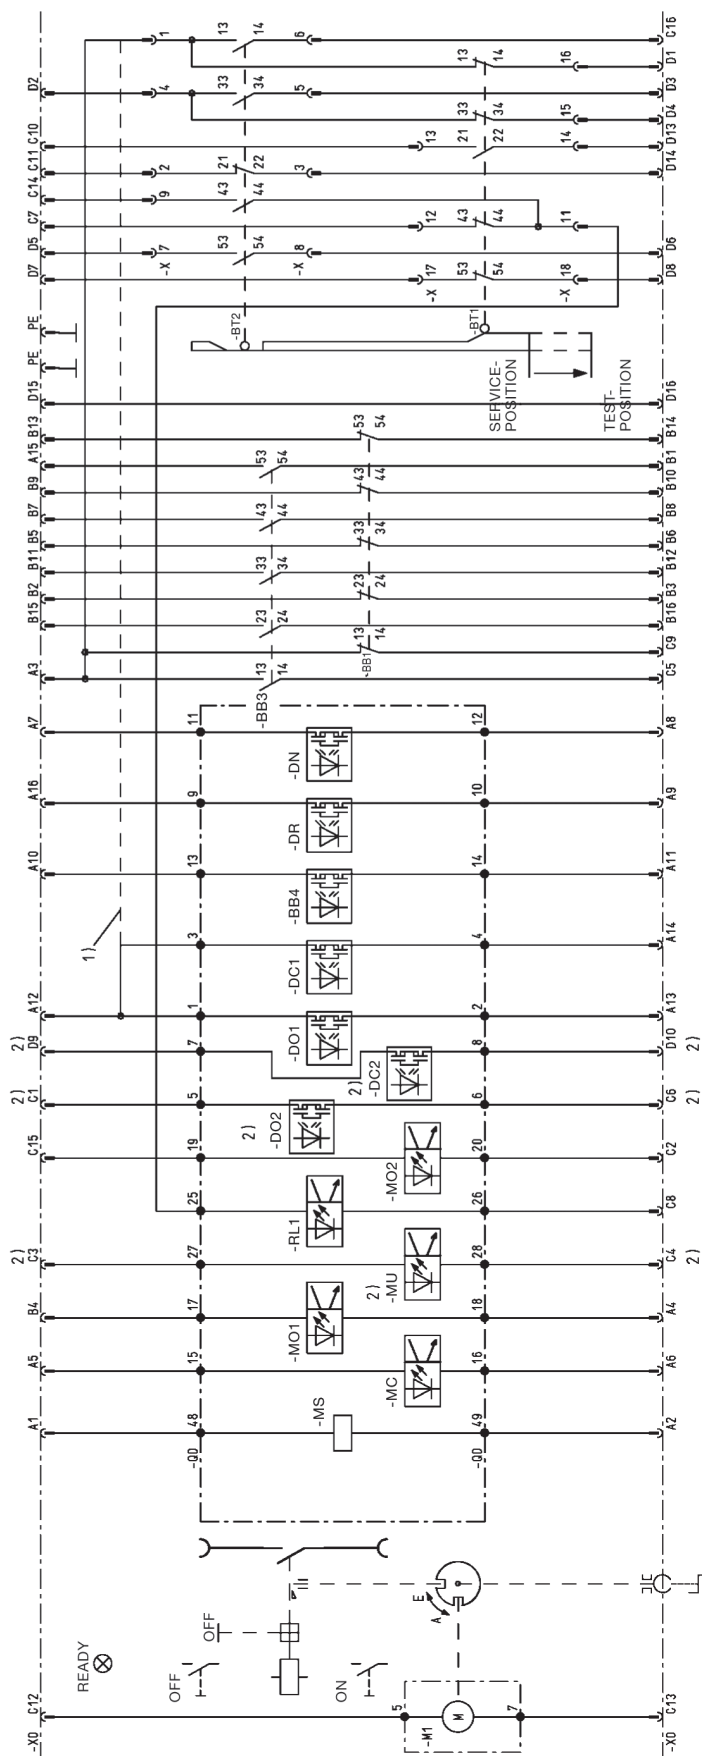 2) 2) 2)
-X0 C12 A1 A5 B4 C3 C15 C1 D9 A12 A10 A16 A7 A3 B15 B2 B11 B5 B7 B9 A15 B13 D15 PE PE D7 D5 C7 C14 C11 C10 D2
READY
1)
-X 7 9 2 4 1
OFF OFF
-QD 48 15 17 27 25 19 5 7 1 3 13 9 11
53 43 21 33 13
54 44 22 34 14
-BT2
2)
-DO2
-BB3
13 23 33 43 53
14 24 34 44 54
-MS -MO1 -RL1 -DO1 -DC1 -BB4 -DR -DN
-X 8 3 5 6
ON
2) 2)
-MC -MU -MO2 -DC2
-BB1
13 23 33 43 53
14 24 34 44 54
E
A
-M1 5
M
7
-X 17 12 13
53 43 21 33 13
54 44 22 34 14
-BT1
-QD 49 16 18 28 26 20 6 8 2 4 14 10 12
SERVICE-
POSITION
-X 18 11 14 15 16
TEST-
POSITION
-X0 C13 A2 A6 A4 C4 C8 C2 C6 D10 A13 A14 A11 A9 A8 C5 C9 B16 B3 B12 B6 B8 B10 B1 B14 D16 D8 D6 D14 D13 D4 D3 D1 C16
2) 2) 2)